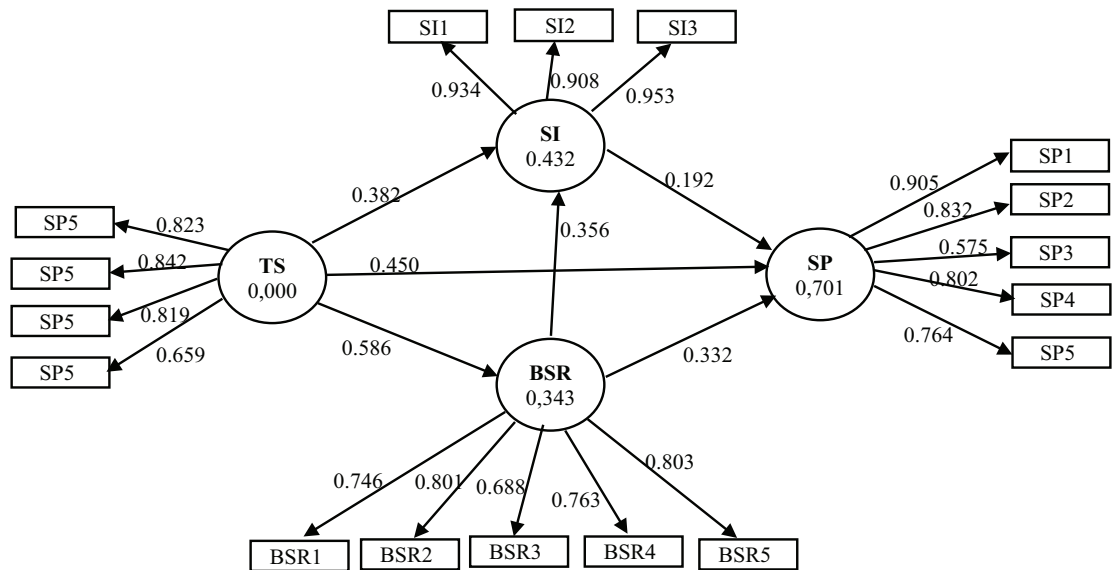 SI1
SI2
SI3
0.934
0.908
0.953
SI
0.432
SP1
0.905
SP2
0.832
SP3
0.575
SP4
0.802
SP5
0.764
0.382
0.192
0.356
SP5
0.823
SP5
0.842
SP5
0.819
SP5
0.659
TS
0,000
0.450
SP
0,701
0.586
0.332
BSR
0,343
0.746
0.801
0.688
0.763
0.803
BSR1
BSR2
BSR3
BSR4
BSR5